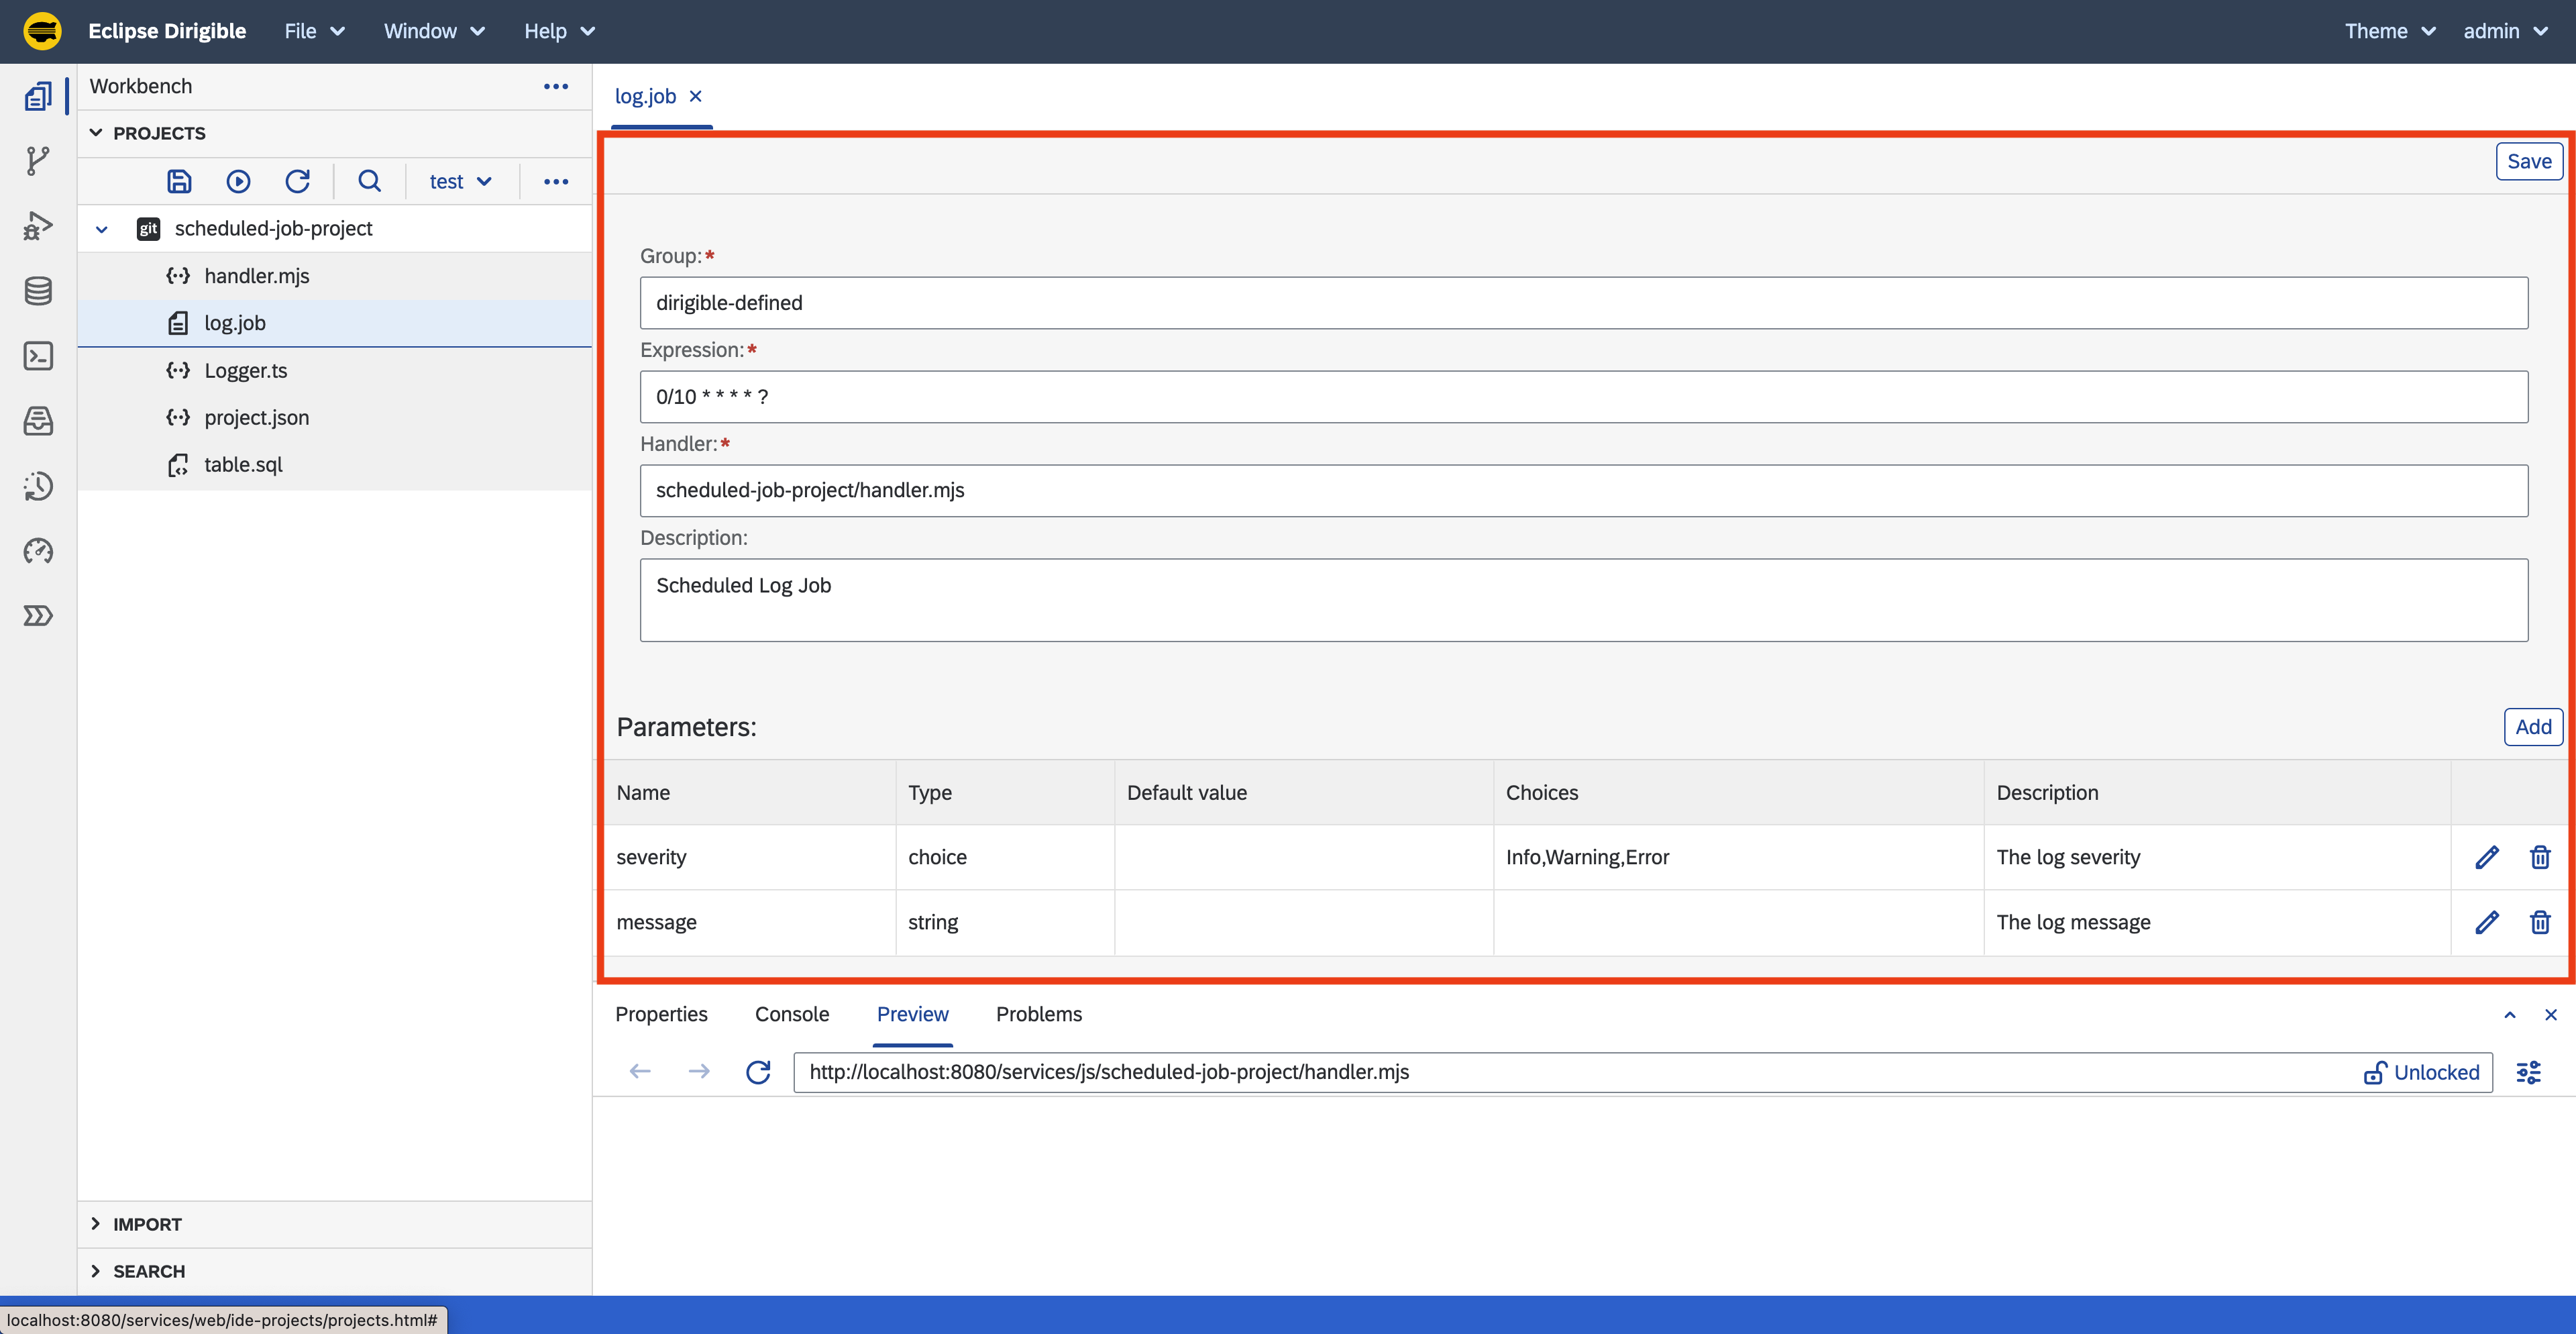 Eclipse Dirigible File Window Help Theme admin
Workbench
PROJECTS
test
git scheduled-job-project
handler.mjs
log.job
Logger.ts
project.json
table.sql
IMPORT
SEARCH
log.job
Save
Group:*
dirigible-defined
Expression:*
0/10 * * * * ?
Handler:*
scheduled-job-project/handler.mjs
Description:
Scheduled Log Job
Parameters: Add
Name Type Default value Choices Description
severity choice Info,Warning,Error The log severity
message string The log message
Properties Console Preview Problems
http://localhost:8080/services/js/scheduled-job-project/handler.mjs Unlocked
localhost:8080/services/web/ide-projects/projects.html#